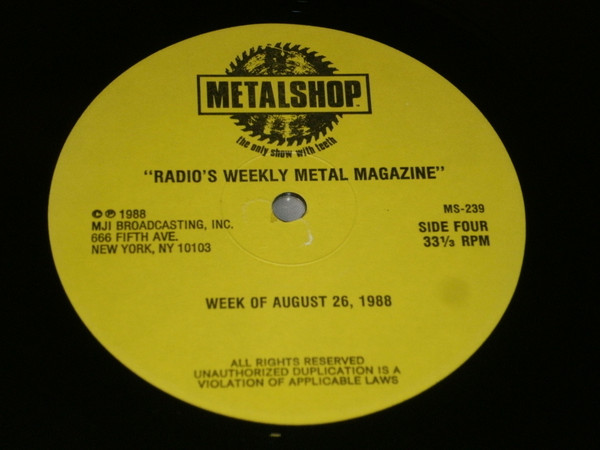 METALSHOP™
the only show with teeth
"RADIO'S WEEKLY METAL MAGAZINE"
© ℗ 1988
MJI BROADCASTING, INC.
666 FIFTH AVE.
NEW YORK, NY 10103
MS-239
SIDE FOUR
33⅓ RPM
WEEK OF AUGUST 26, 1988
ALL RIGHTS RESERVED
UNAUTHORIZED DUPLICATION IS A
VIOLATION OF APPLICABLE LAWS